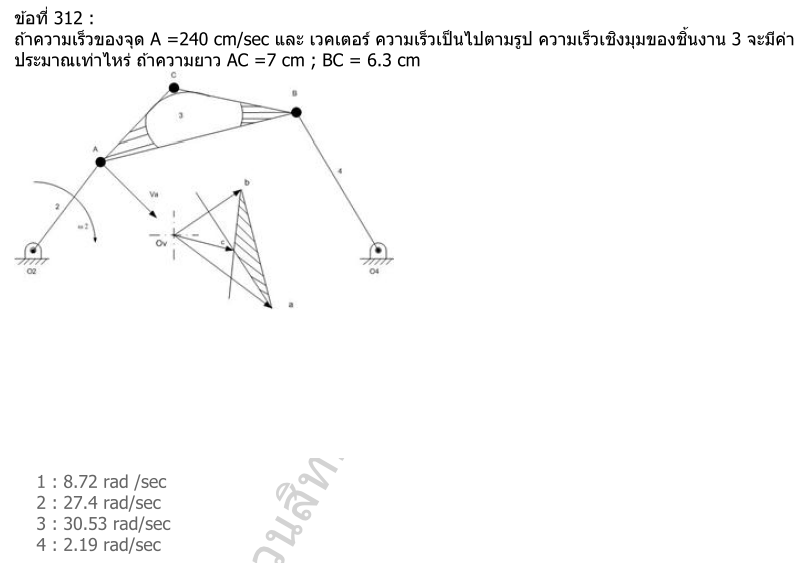 ข้อที่ 312 :
ถ้าความเร็วของจุด A =240 cm/sec และ เวคเตอร์ ความเร็วเป็นไปตามรูป ความเร็วเชิงมุมของชิ้นงาน 3 จะมีค่า
ประมาณเท่าไหร่ ถ้าความยาว AC =7 cm ; BC = 6.3 cm
C
B
3
A
4
Va
b
2
ω2
Ov
c
O2
O4
a
1 : 8.72 rad /sec
2 : 27.4 rad/sec
3 : 30.53 rad/sec
4 : 2.19 rad/sec
วนสิท